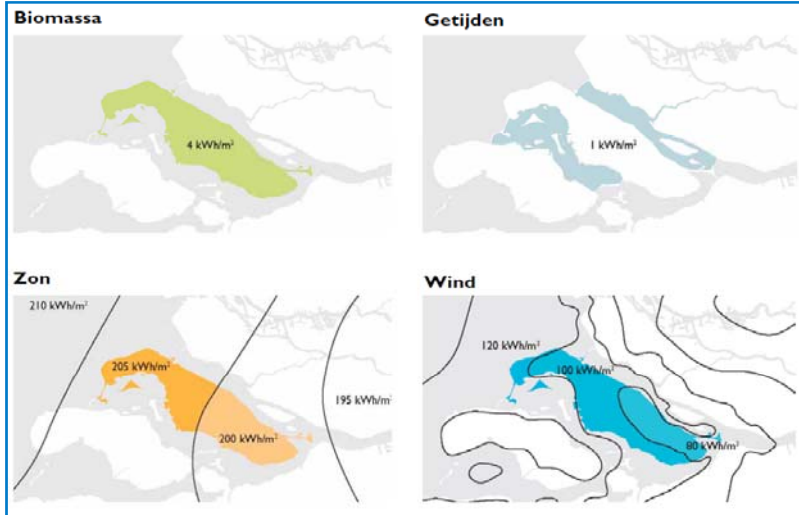 Biomassa
4 kWh/m²
Getijden
1 kWh/m²
Zon
210 kWh/m²
205 kWh/m²
195 kWh/m²
200 kWh/m²
Wind
120 kWh/m²
100 kWh/m²
80 kWh/m²